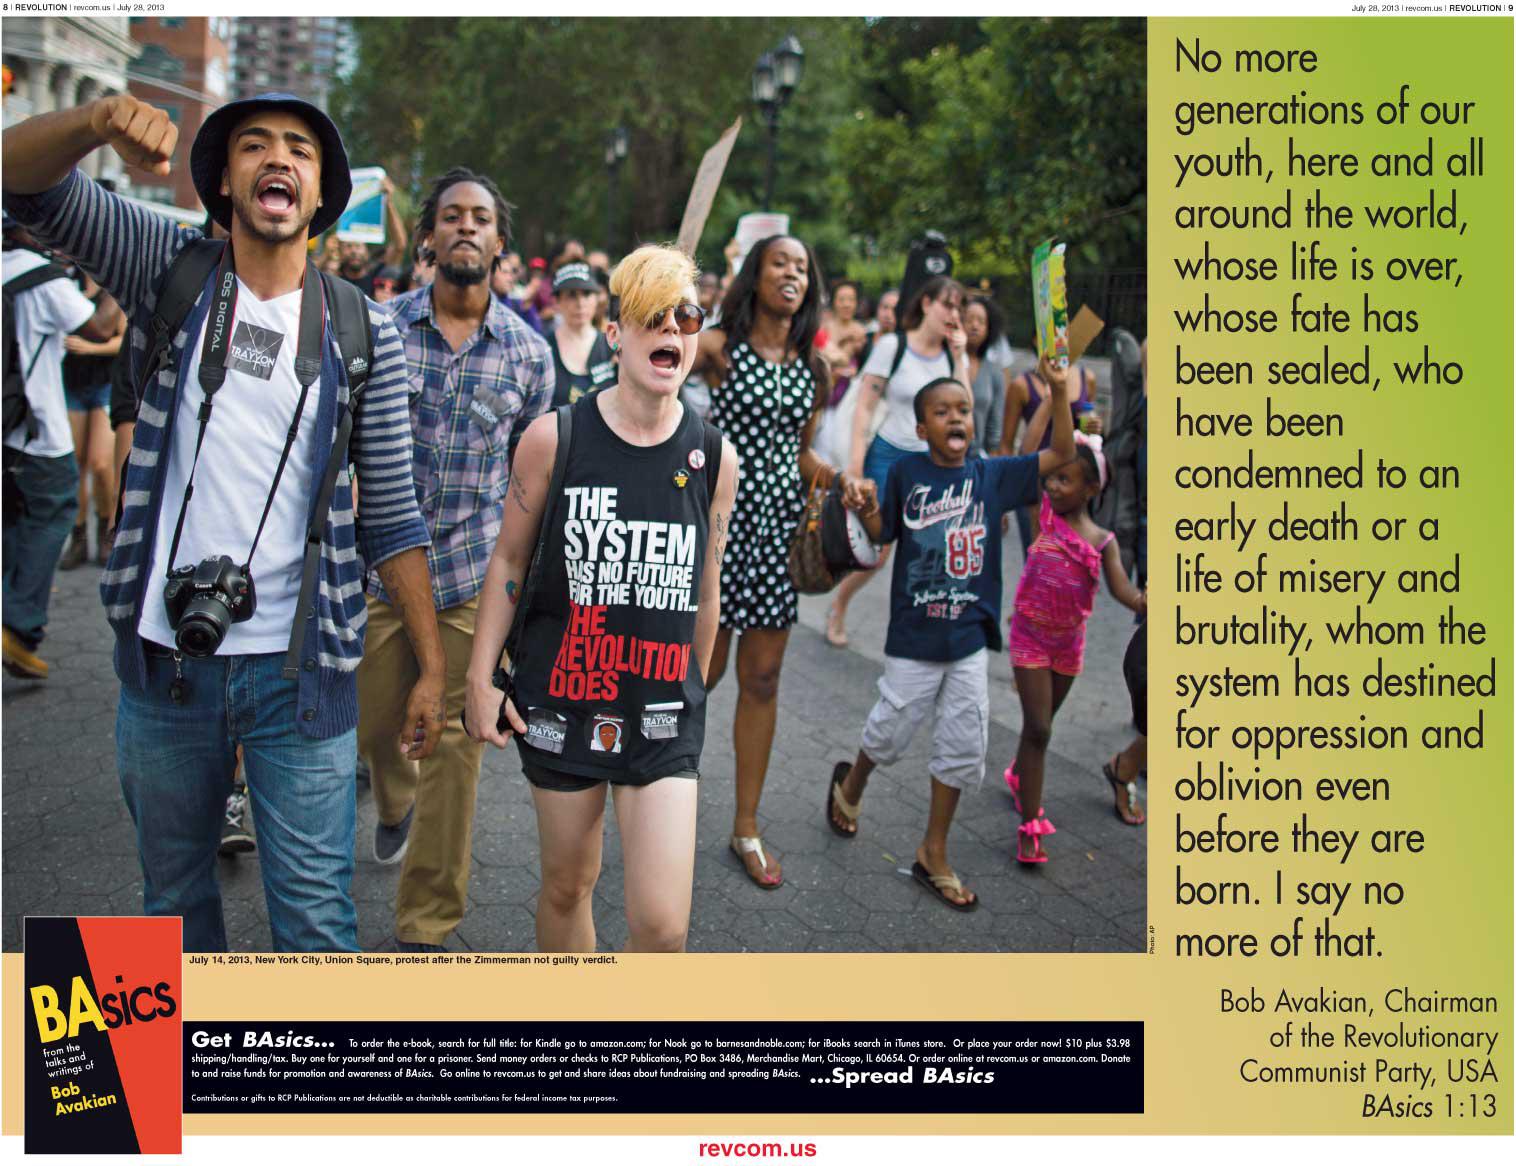 8 | REVOLUTION | revcom.us | July 28, 2013
July 28, 2013 | revcom.us | REVOLUTION | 9
EOS DIGITAL
TRAYVON
Canon
THE
SYSTEM
HAS NO FUTURE
FOR THE YOUTH...
THE
REVOLUTION
DOES
TRAYVON
TRAYVON
Football
85
No more
generations of our
youth, here and all
around the world,
whose life is over,
whose fate has
been sealed, who
have been
condemned to an
early death or a
life of misery and
brutality, whom the
system has destined
for oppression and
oblivion even
before they are
born. I say no
more of that.
Bob Avakian, Chairman
of the Revolutionary
Communist Party, USA
BAsics 1:13
Photo: AP
July 14, 2013, New York City, Union Square, protest after the Zimmerman not guilty verdict.
BAsics
from the
talks and
writings of
Bob
Avakian
Get BAsics... To order the e-book, search for full title: for Kindle go to amazon.com; for Nook go to barnesandnoble.com; for iBooks search in iTunes store. Or place your order now! $10 plus $3.98
shipping/handling/tax. Buy one for yourself and one for a prisoner. Send money orders or checks to RCP Publications, PO Box 3486, Merchandise Mart, Chicago, IL 60654. Or order online at revcom.us or amazon.com. Donate
to and raise funds for promotion and awareness of BAsics. Go online to revcom.us to get and share ideas about fundraising and spreading BAsics. ...Spread BAsics
Contributions or gifts to RCP Publications are not deductible as charitable contributions for federal income tax purposes.
revcom.us